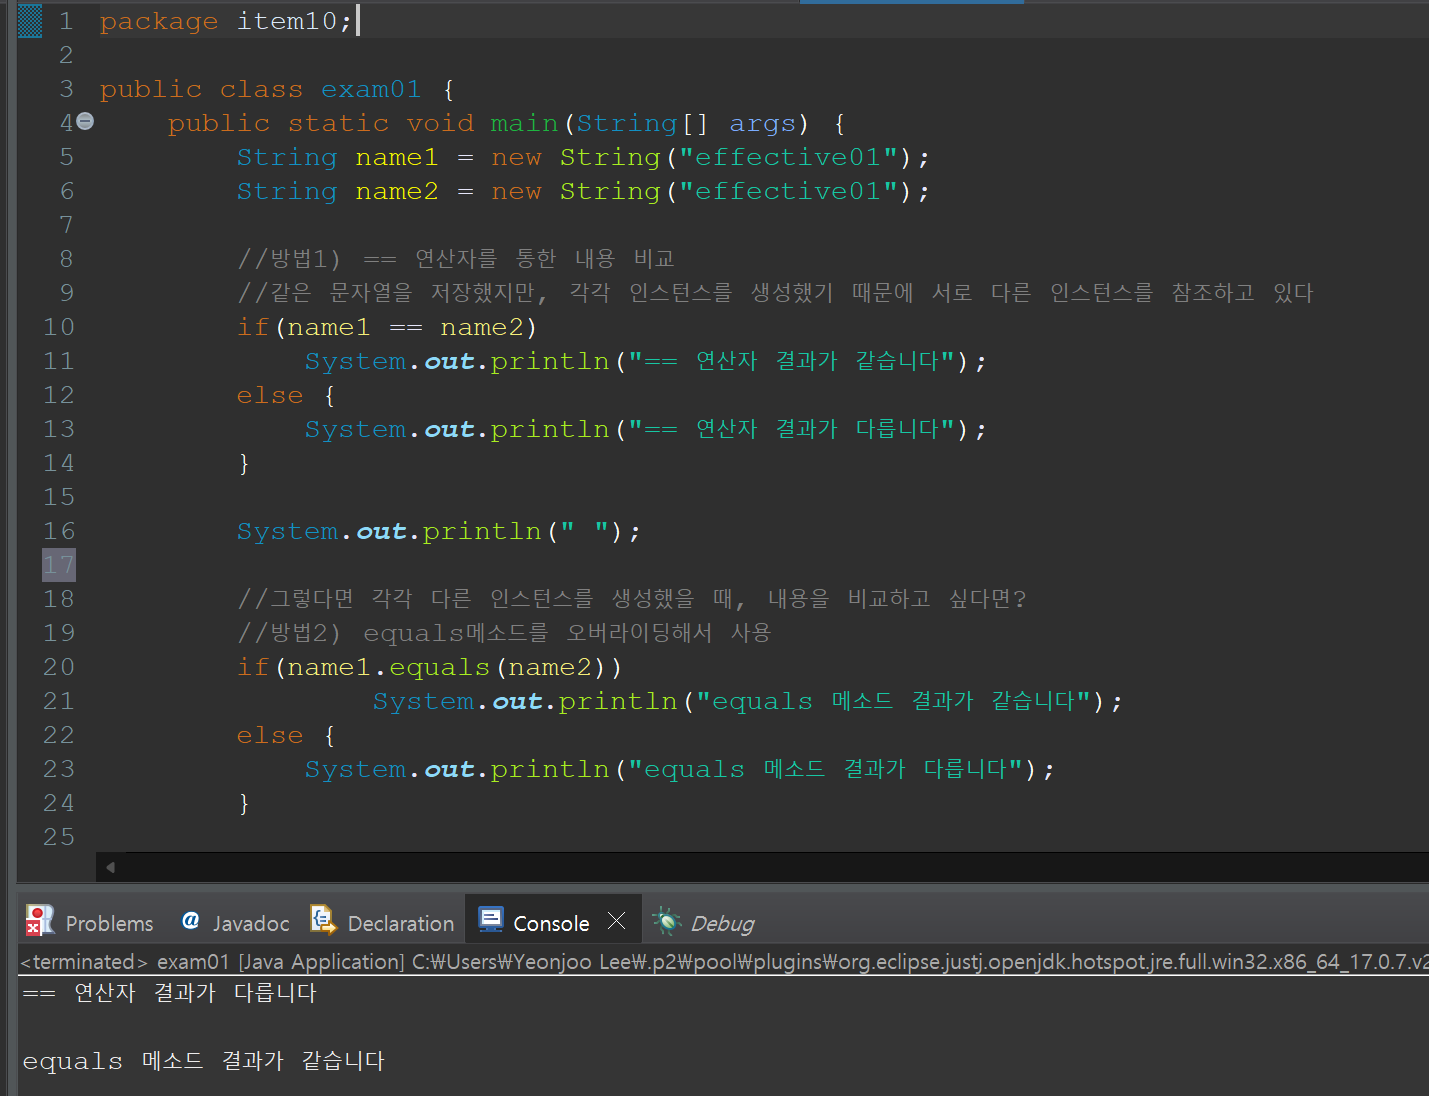 1 package item10;
2
3 public class exam01 {
4 public static void main(String[] args) {
5 String name1 = new String("effective01");
6 String name2 = new String("effective01");
7
8 //방법1) == 연산자를 통한 내용 비교
9 //같은 문자열을 저장했지만, 각각 인스턴스를 생성했기 때문에 서로 다른 인스턴스를 참조하고 있다
10 if(name1 == name2)
11 System.out.println("== 연산자 결과가 같습니다");
12 else {
13 System.out.println("== 연산자 결과가 다릅니다");
14 }
15
16 System.out.println(" ");
17
18 //그렇다면 각각 다른 인스턴스를 생성했을 때, 내용을 비교하고 싶다면?
19 //방법2) equals메소드를 오버라이딩해서 사용
20 if(name1.equals(name2))
21 System.out.println("equals 메소드 결과가 같습니다");
22 else {
23 System.out.println("equals 메소드 결과가 다릅니다");
24 }
25
Problems Javadoc Declaration Console Debug
<terminated> exam01 [Java Application] C:₩Users₩Yeonjoo Lee₩.p2₩pool₩plugins₩org.eclipse.justj.openjdk.hotspot.jre.full.win32.x86_64_17.0.7.v2
== 연산자 결과가 다릅니다
equals 메소드 결과가 같습니다